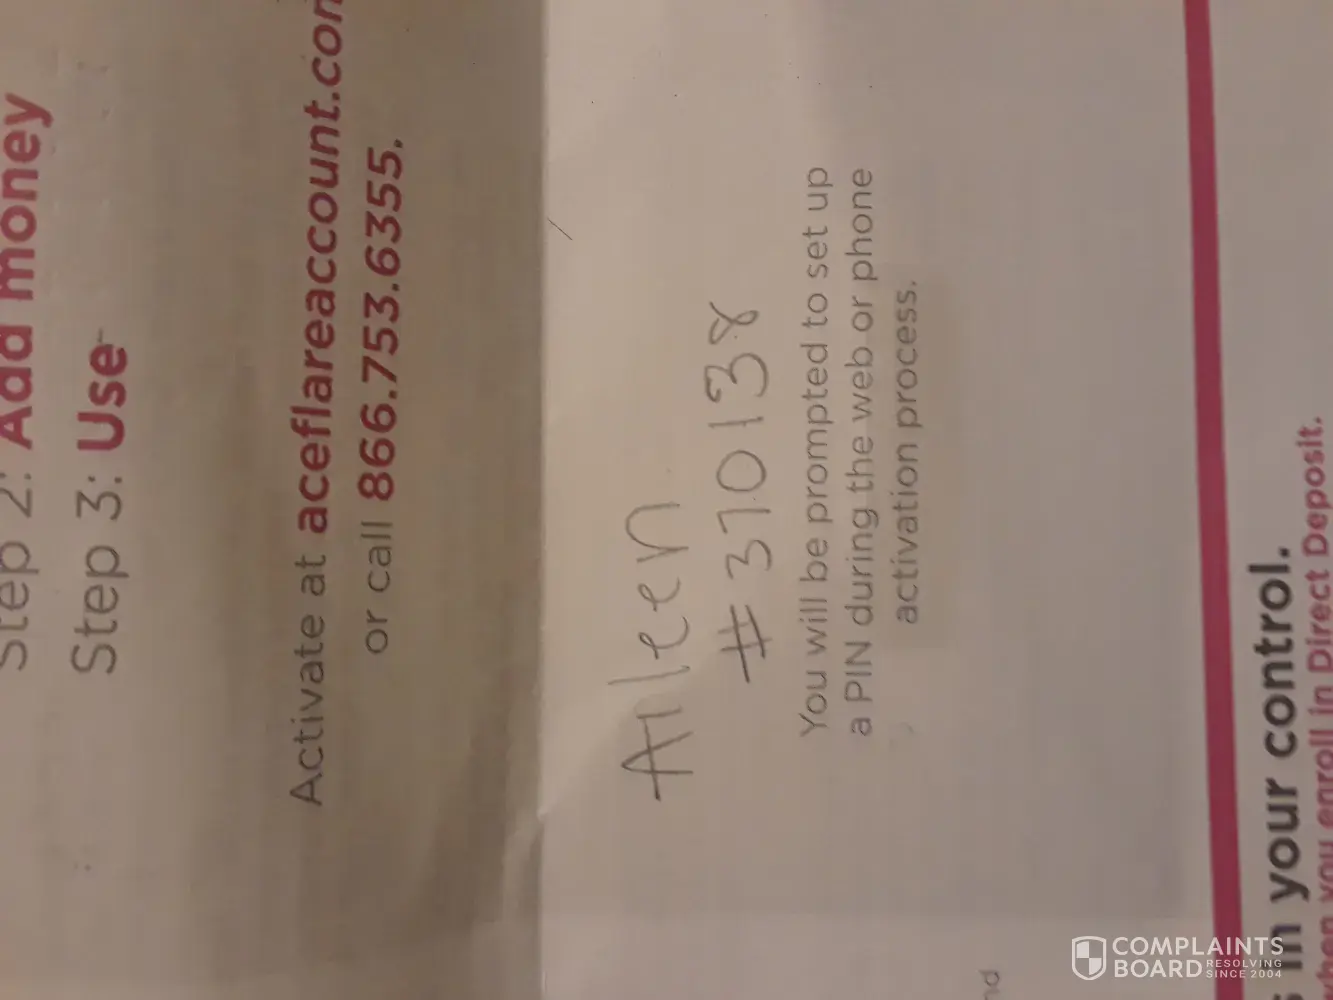 Step 2: Add money
Step 3: Use
Activate at aceflareaccount.com
or call 866.753.6355.
Arleen
#370138
You will be prompted to set up
a PIN during the web or phone
activation process.
in your control.
when you enroll in Direct Deposit.
COMPLAINTS
BOARD RESOLVING
SINCE 2004